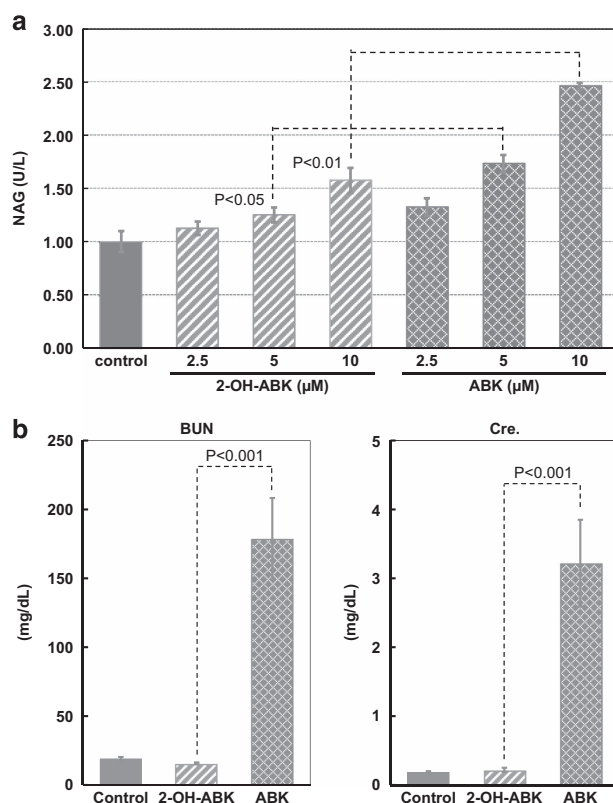 a
3.00
2.50
2.00
1.50
1.00
0.50
0.00
NAG (U/L)
P<0.05
P<0.01
control
2.5
5
10
2.5
5
10
2-OH-ABK (µM)
ABK (µM)
b
BUN
250
200
150
100
50
0
(mg/dL)
P<0.001
Control
2-OH-ABK
ABK
Cre.
5
4
3
2
1
0
(mg/dL)
P<0.001
Control
2-OH-ABK
ABK